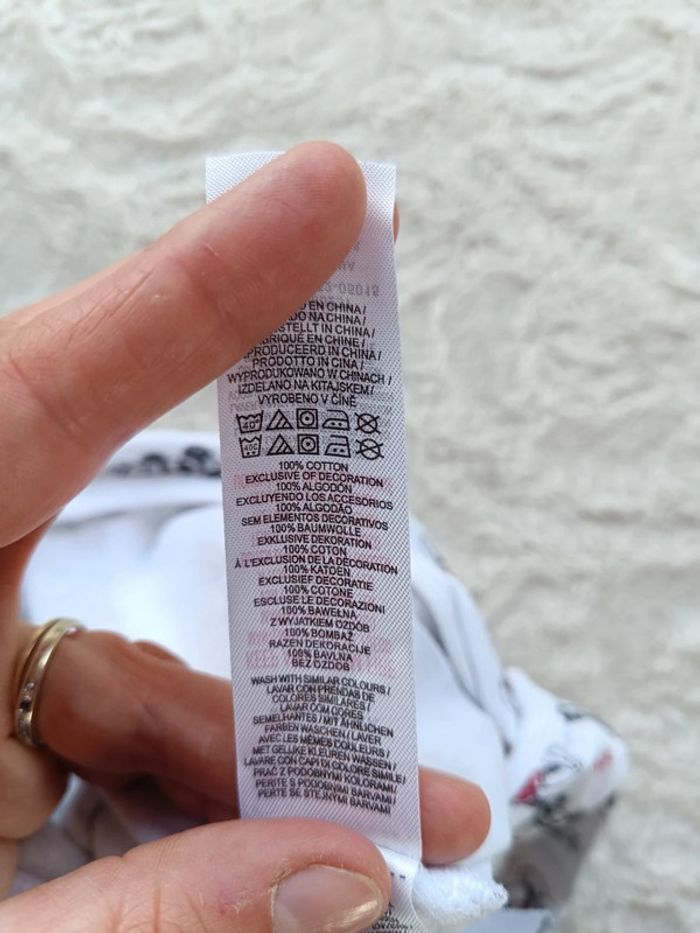 EN CHINA/
NA CHINA/
IN CHINA/
EN CHINE/
IN CHINA/
PRODOTTO IN CINA/
WYPRODUKOWANO W CHINACH/
IZDELANO NA KITAJSKEM/
VYROBENO V ČÍNĚ
40°
40C
100% COTTON
EXCLUSIVE OF DECORATION
100% ALGODÓN
EXCLUYENDO LOS ACCESORIOS
100% ALGODÃO
SEM ELEMENTOS DECORATIVOS
100% BAUMWOLLE
EXKLUSIVE DEKORATION
100% COTON
À L'EXCLUSION DE LA DÉCORATION
100% KATOEN
EXCLUSIEF DECORATIE
100% COTONE
ESCLUSE LE DECORAZIONI
100% BAWEŁNA
Z WYJATKIEM OZDÓB
100% BOMBAŽ
RAZEN DEKORACIJE
100% BAVLNA
BEZ OZDOB
WASH WITH SIMILAR COLOURS/
LAVAR CON PRENDAS DE
COLORES SIMILARES/
LAVAR COM CORES
SEMELHANTES / MIT ÄHNLICHEN
FARBEN WASCHEN / LAVER
AVEC LES MÊMES COULEURS /
MET GELIJKE KLEUREN WASSEN /
LAVARE CON CAPI DI COLORE SIMILE/
PRAĆ Z PODOBNYMI KOLORAMI/
PERITE S PODOBNIMI BARVAMI/
PERTE SE STEJNÝMI BARVAMI